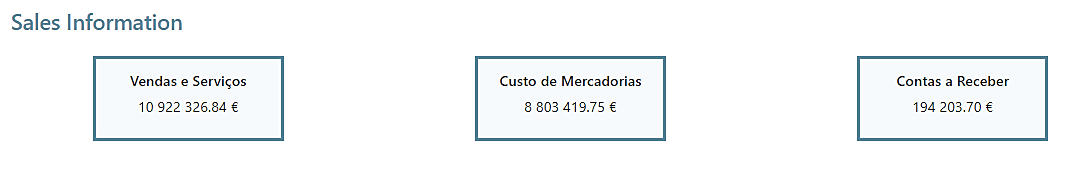 Sales Information
Vendas e Serviços
10 922 326.84 €
Custo de Mercadorias
8 803 419.75 €
Contas a Receber
194 203.70 €